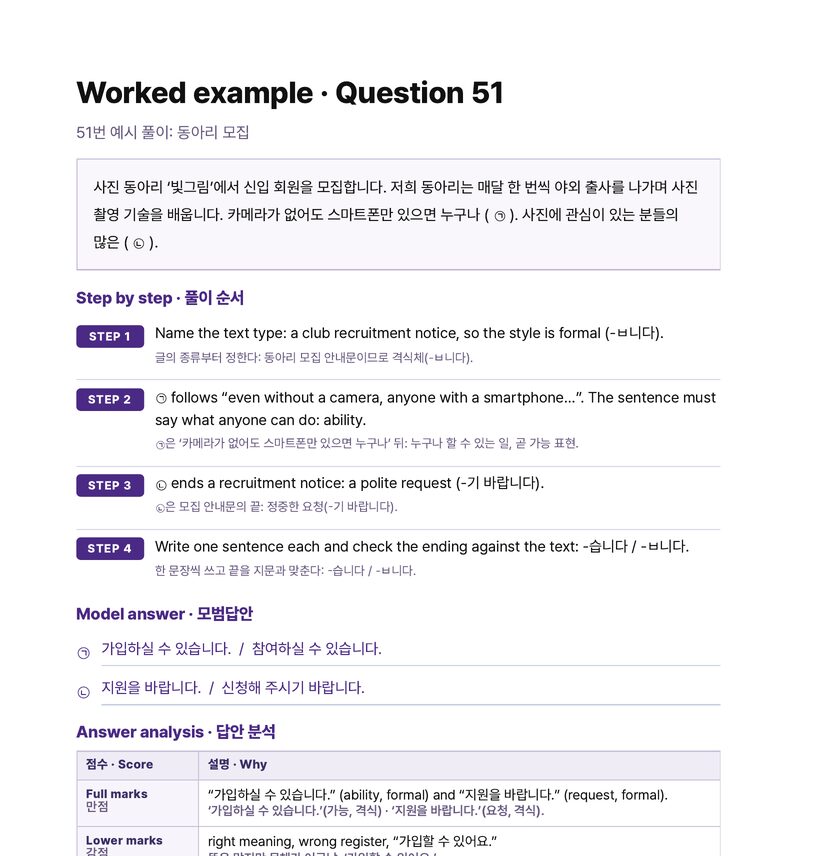 Worked example · Question 51
51번 예시 풀이: 동아리 모집
사진 동아리 ‘빛그림’에서 신입 회원을 모집합니다. 저희 동아리는 매달 한 번씩 야외 출사를 나가며 사진
촬영 기술을 배웁니다. 카메라가 없어도 스마트폰만 있으면 누구나 ( ㉠ ). 사진에 관심이 있는 분들의
많은 ( ㉡ ).
Step by step · 풀이 순서
STEP 1
Name the text type: a club recruitment notice, so the style is formal (-ㅂ니다).
글의 종류부터 정한다: 동아리 모집 안내문이므로 격식체(-ㅂ니다).
STEP 2
㉠ follows “even without a camera, anyone with a smartphone…”. The sentence must
say what anyone can do: ability.
㉠은 ‘카메라가 없어도 스마트폰만 있으면 누구나’ 뒤: 누구나 할 수 있는 일, 곧 가능 표현.
STEP 3
㉡ ends a recruitment notice: a polite request (-기 바랍니다).
㉡은 모집 안내문의 끝: 정중한 요청(-기 바랍니다).
STEP 4
Write one sentence each and check the ending against the text: -습니다 / -ㅂ니다.
한 문장씩 쓰고 끝을 지문과 맞춘다: -습니다 / -ㅂ니다.
Model answer · 모범답안
㉠ 가입하실 수 있습니다. / 참여하실 수 있습니다.
㉡ 지원을 바랍니다. / 신청해 주시기 바랍니다.
Answer analysis · 답안 분석
점수 · Score 설명 · Why
Full marks “가입하실 수 있습니다.” (ability, formal) and “지원을 바랍니다.” (request, formal).
만점 ‘가입하실 수 있습니다.’(가능, 격식) · ‘지원을 바랍니다.’(요청, 격식).
Lower marks right meaning, wrong register, “가입할 수 있어요.”
감점